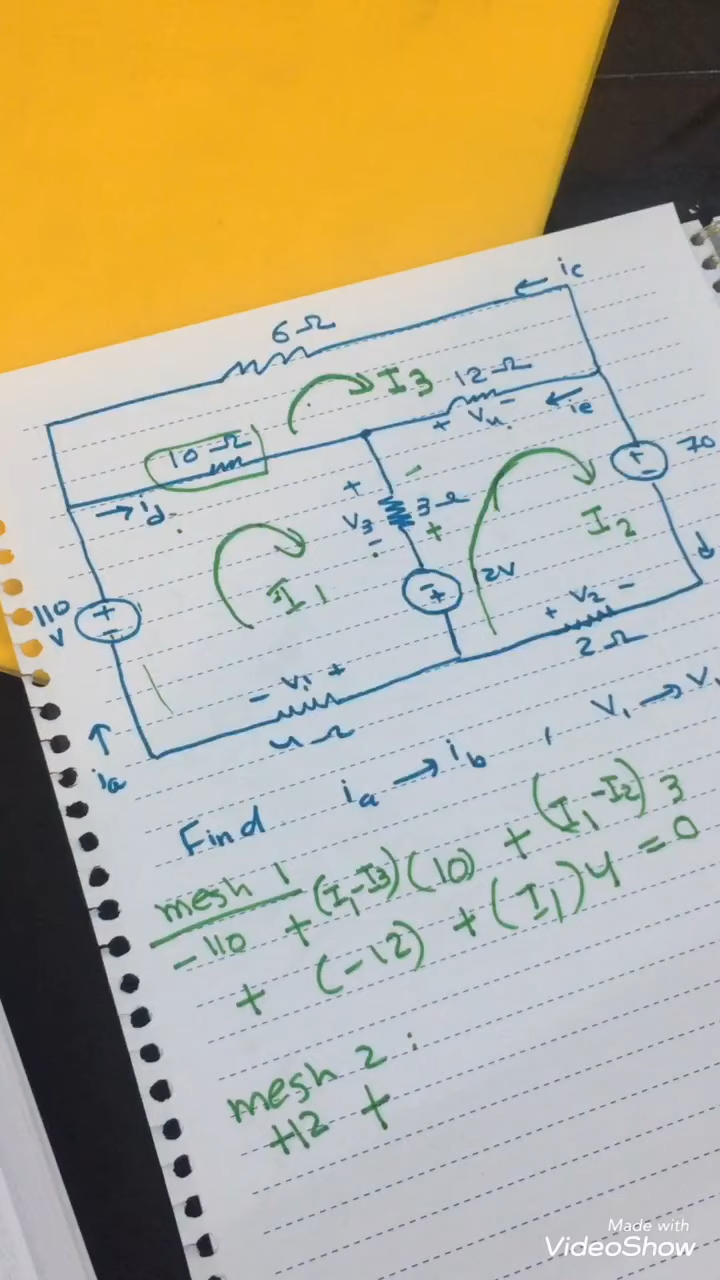 6Ω
ic
I3
12Ω
+ V4 -
ie
10 Ω
id
70
+
V3
-
-
3Ω
+
I2
I1
110
V
+
-
-
+
2V
+
-
+ V2 -
2Ω
- V1 +
4Ω
ia
Find ia → ib , V1 → V
mesh 1
-110 + (I1-I3)(10) + (I1-I2) 3
+ (-12) + (I1)4 = 0
mesh 2 :
+12 +
Made with
VideoShow